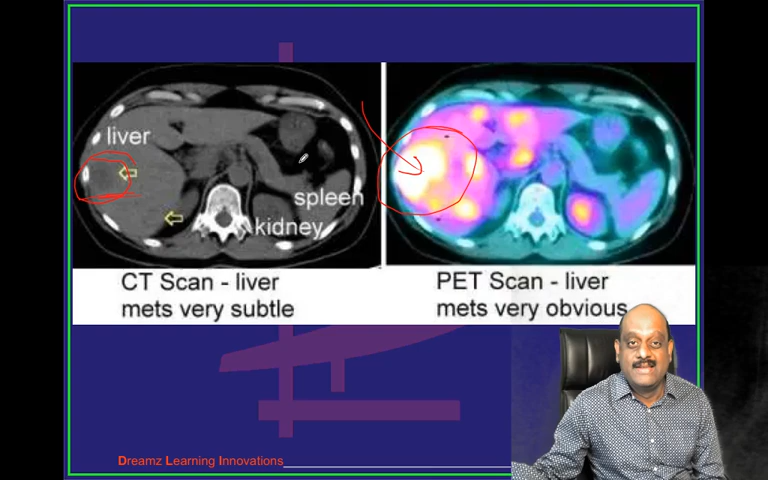 liver
spleen
kidney
CT Scan - liver
mets very subtle
PET Scan - liver
mets very obvious
Dreamz Learning Innovations